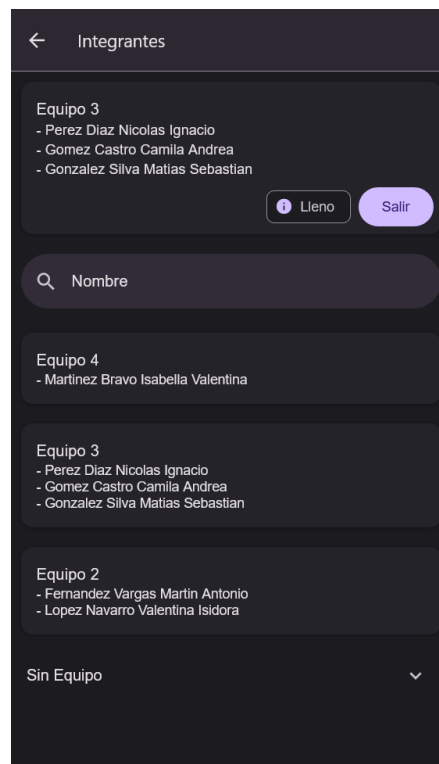 Integrantes
Equipo 3
- Perez Diaz Nicolas Ignacio
- Gomez Castro Camila Andrea
- Gonzalez Silva Matias Sebastian
Lleno
Salir
Nombre
Equipo 4
- Martinez Bravo Isabella Valentina
Equipo 3
- Perez Diaz Nicolas Ignacio
- Gomez Castro Camila Andrea
- Gonzalez Silva Matias Sebastian
Equipo 2
- Fernandez Vargas Martin Antonio
- Lopez Navarro Valentina Isidora
Sin Equipo